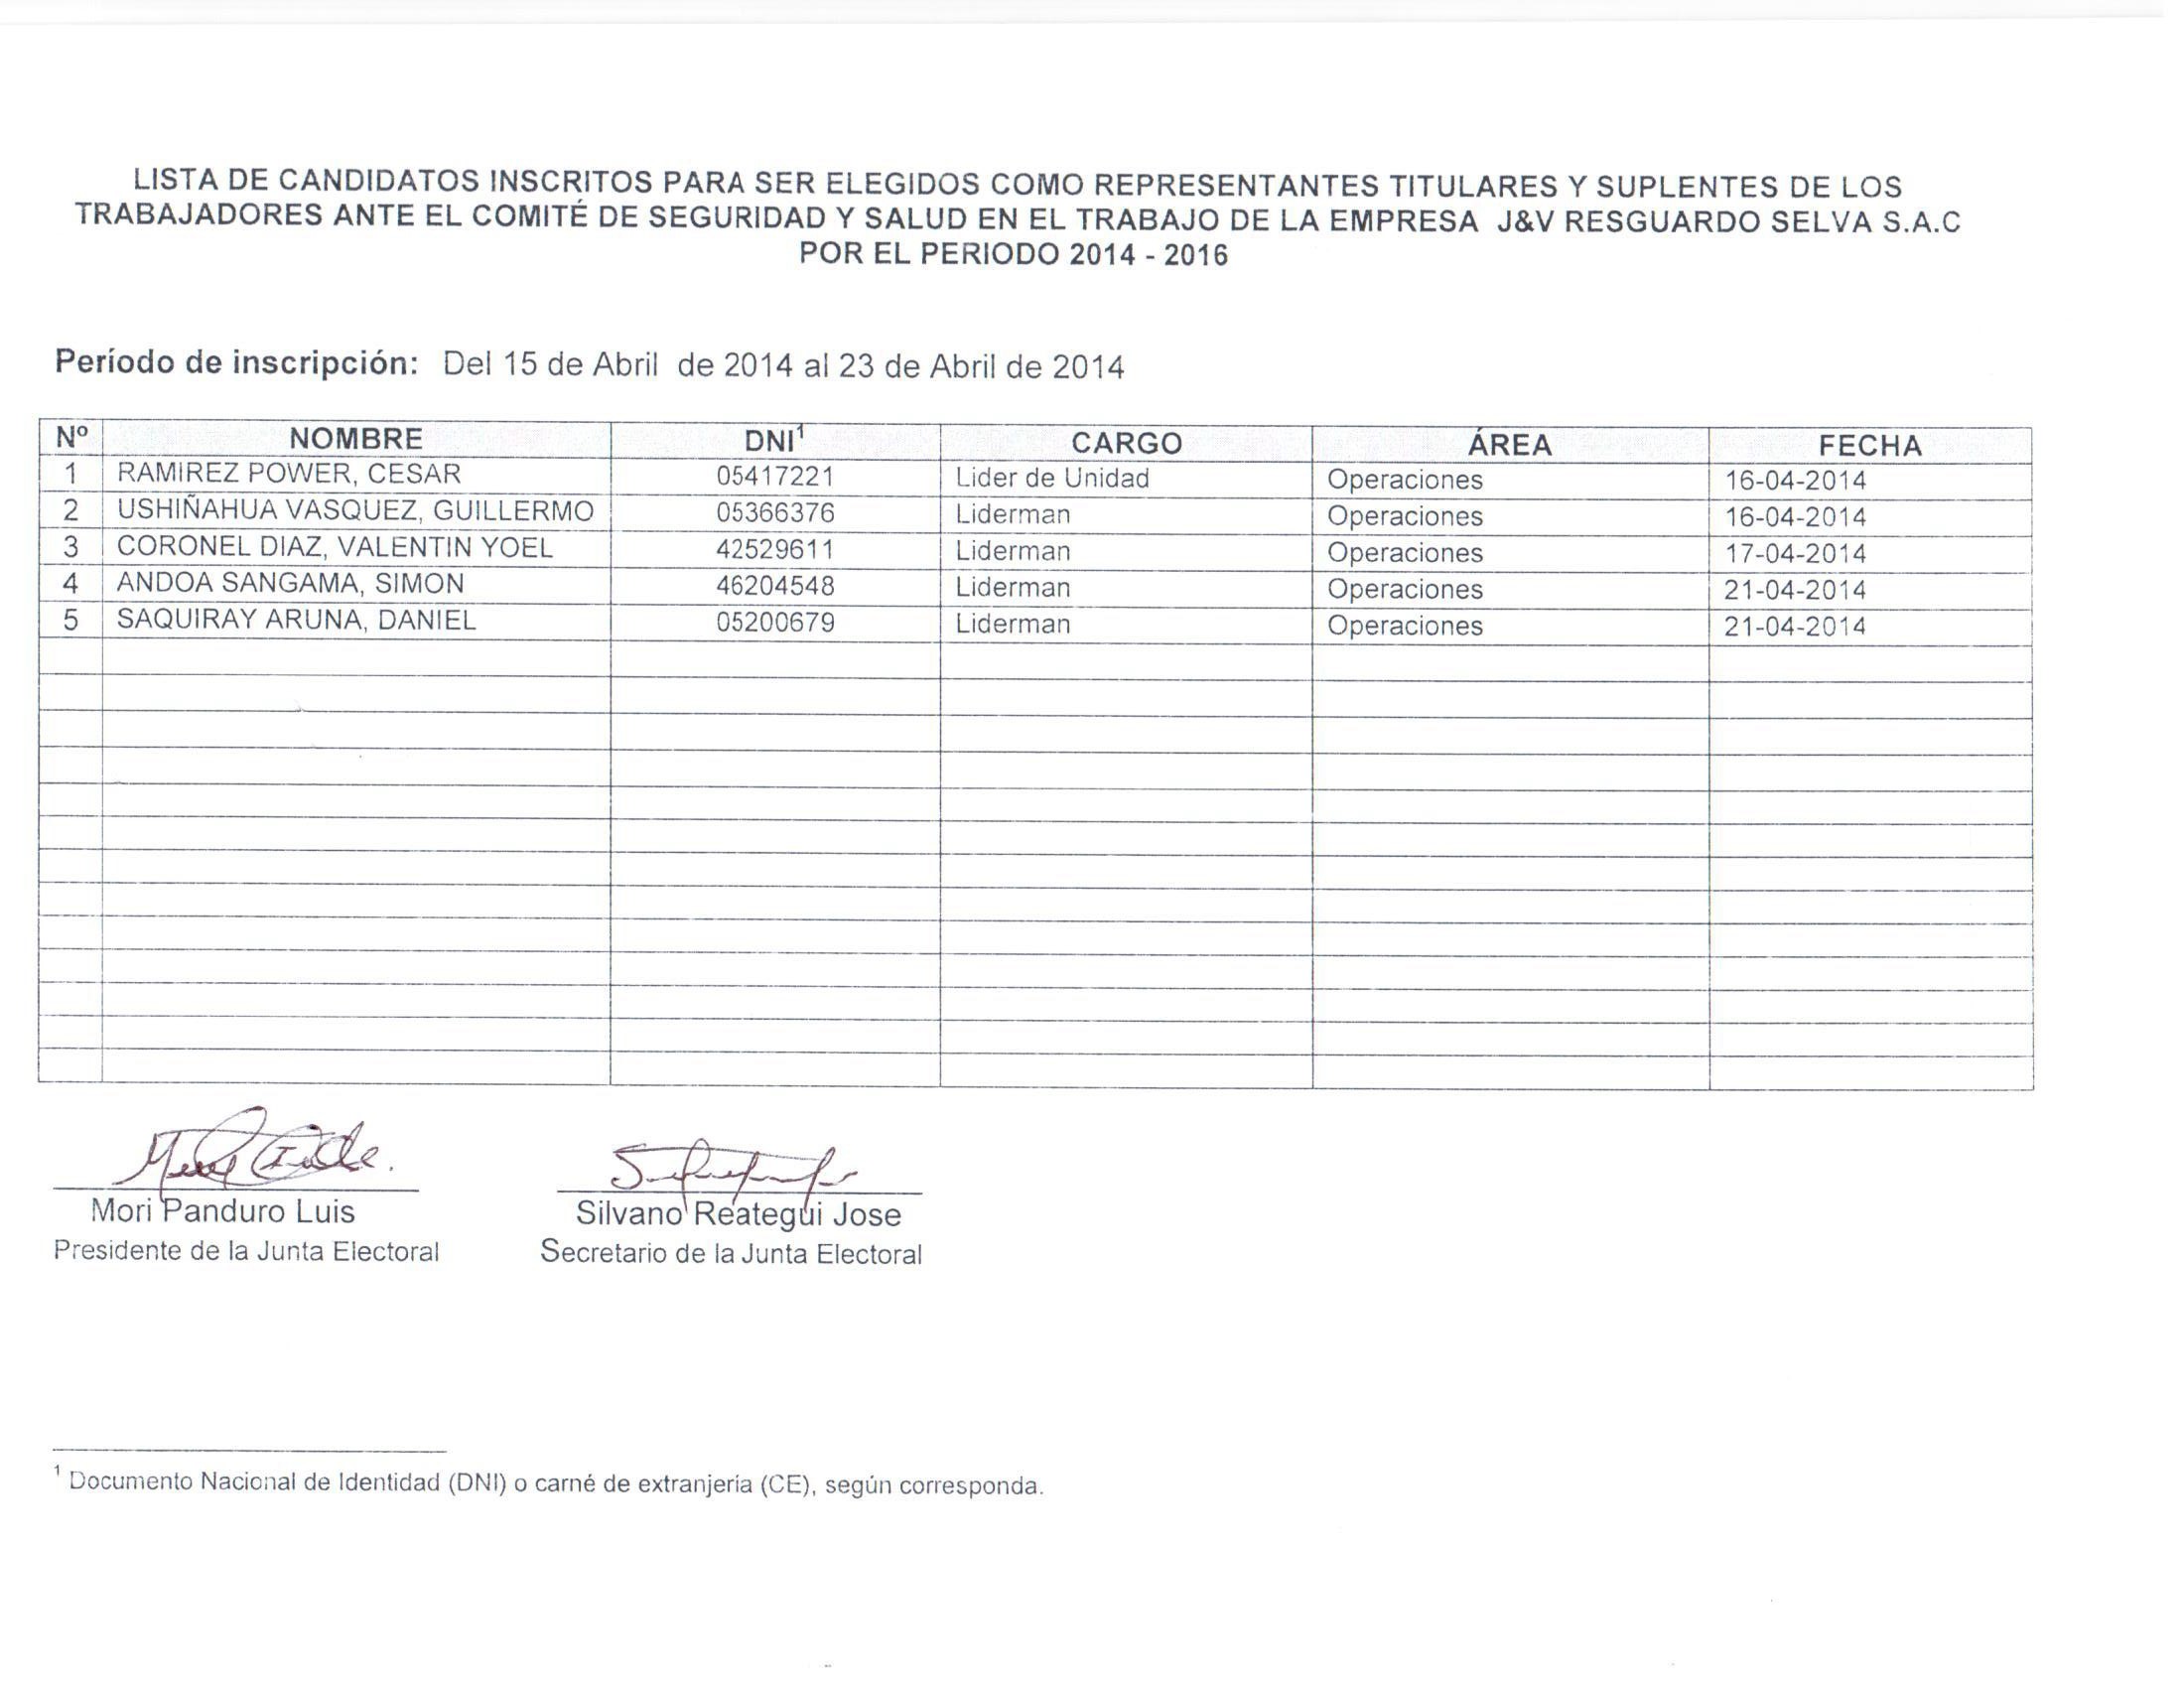 LISTA DE CANDIDATOS INSCRITOS PARA SER ELEGIDOS COMO REPRESENTANTES TITULARES Y SUPLENTES DE LOS
TRABAJADORES ANTE EL COMITÉ DE SEGURIDAD Y SALUD EN EL TRABAJO DE LA EMPRESA J&V RESGUARDO SELVA S.A.C
POR EL PERIODO 2014 - 2016
Período de inscripción: Del 15 de Abril de 2014 al 23 de Abril de 2014
Nº NOMBRE DNI¹ CARGO ÁREA FECHA
1 RAMIREZ POWER, CESAR 05417221 Lider de Unidad Operaciones 16-04-2014
2 USHIÑAHUA VASQUEZ, GUILLERMO 05366376 Liderman Operaciones 16-04-2014
3 CORONEL DIAZ, VALENTIN YOEL 42529611 Liderman Operaciones 17-04-2014
4 ANDOA SANGAMA, SIMON 46204548 Liderman Operaciones 21-04-2014
5 SAQUIRAY ARUNA, DANIEL 05200679 Liderman Operaciones 21-04-2014
Mori Panduro Luis Silvano Reategui Jose
Presidente de la Junta Electoral Secretario de la Junta Electoral
¹ Documento Nacional de Identidad (DNI) o carné de extranjería (CE), según corresponda.